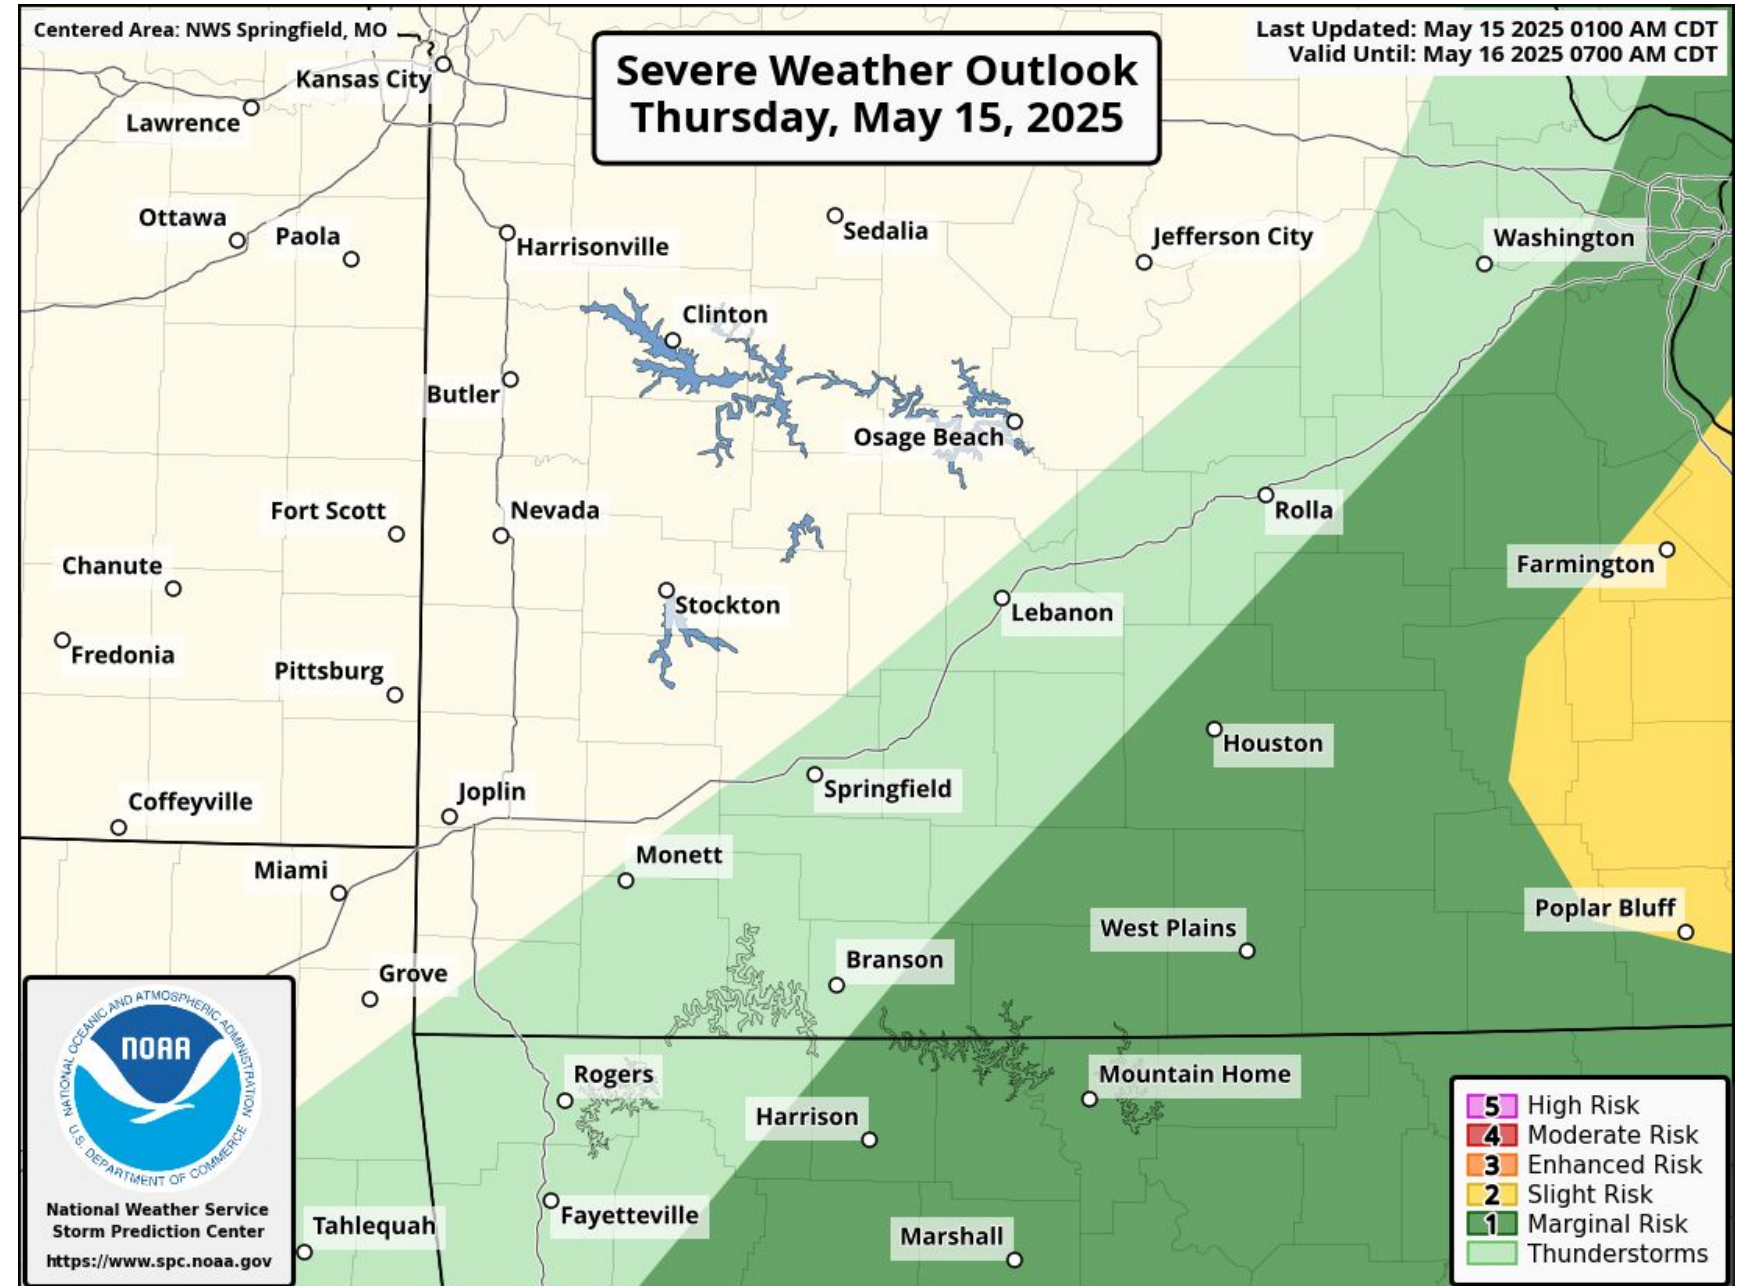 Centered Area: NWS Springfield, MO
Last Updated: May 15 2025 0100 AM CDT
Valid Until: May 16 2025 0700 AM CDT
Severe Weather Outlook
Thursday, May 15, 2025
Kansas City
Lawrence
Ottawa
Paola
Harrisonville
Sedalia
Jefferson City
Washington
Clinton
Butler
Osage Beach
Fort Scott
Nevada
Rolla
Chanute
Farmington
Stockton
Lebanon
Fredonia
Pittsburg
Houston
Coffeyville
Joplin
Springfield
Miami
Monett
Poplar Bluff
West Plains
Grove
Branson
Rogers
Mountain Home
Harrison
Tahlequah
Fayetteville
Marshall
NATIONAL OCEANIC AND ATMOSPHERIC ADMINISTRATION
NOAA
U.S. DEPARTMENT OF COMMERCE
National Weather Service
Storm Prediction Center
https://www.spc.noaa.gov
5 High Risk
4 Moderate Risk
3 Enhanced Risk
2 Slight Risk
1 Marginal Risk
Thunderstorms